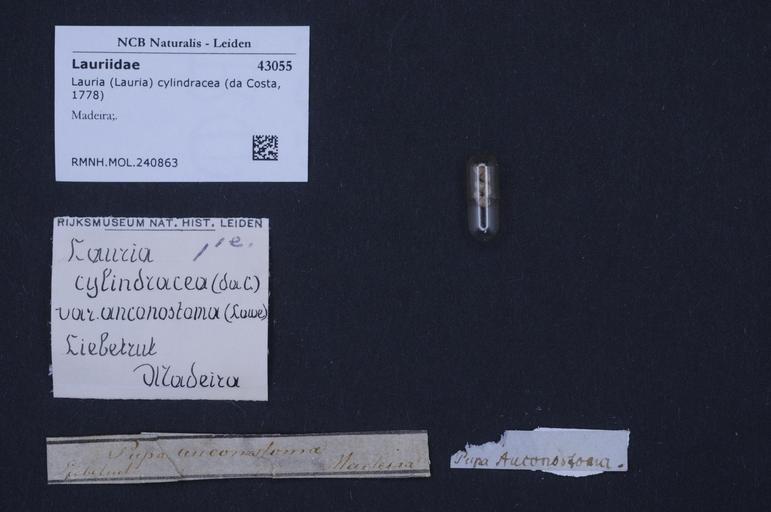 NCB Naturalis - Leiden
Lauriidae 43055
Lauria (Lauria) cylindracea (da Costa,
1778)
Madeira;.
RMNH.MOL.240863
RIJKSMUSEUM NAT. HIST. LEIDEN
Lauria
cylindracea (da C.)
var. anconostoma (Lowe)
Liebetrut
Madeira
Pupa anconostoma
Liebetrut Madeira
Pupa Anconostoma.